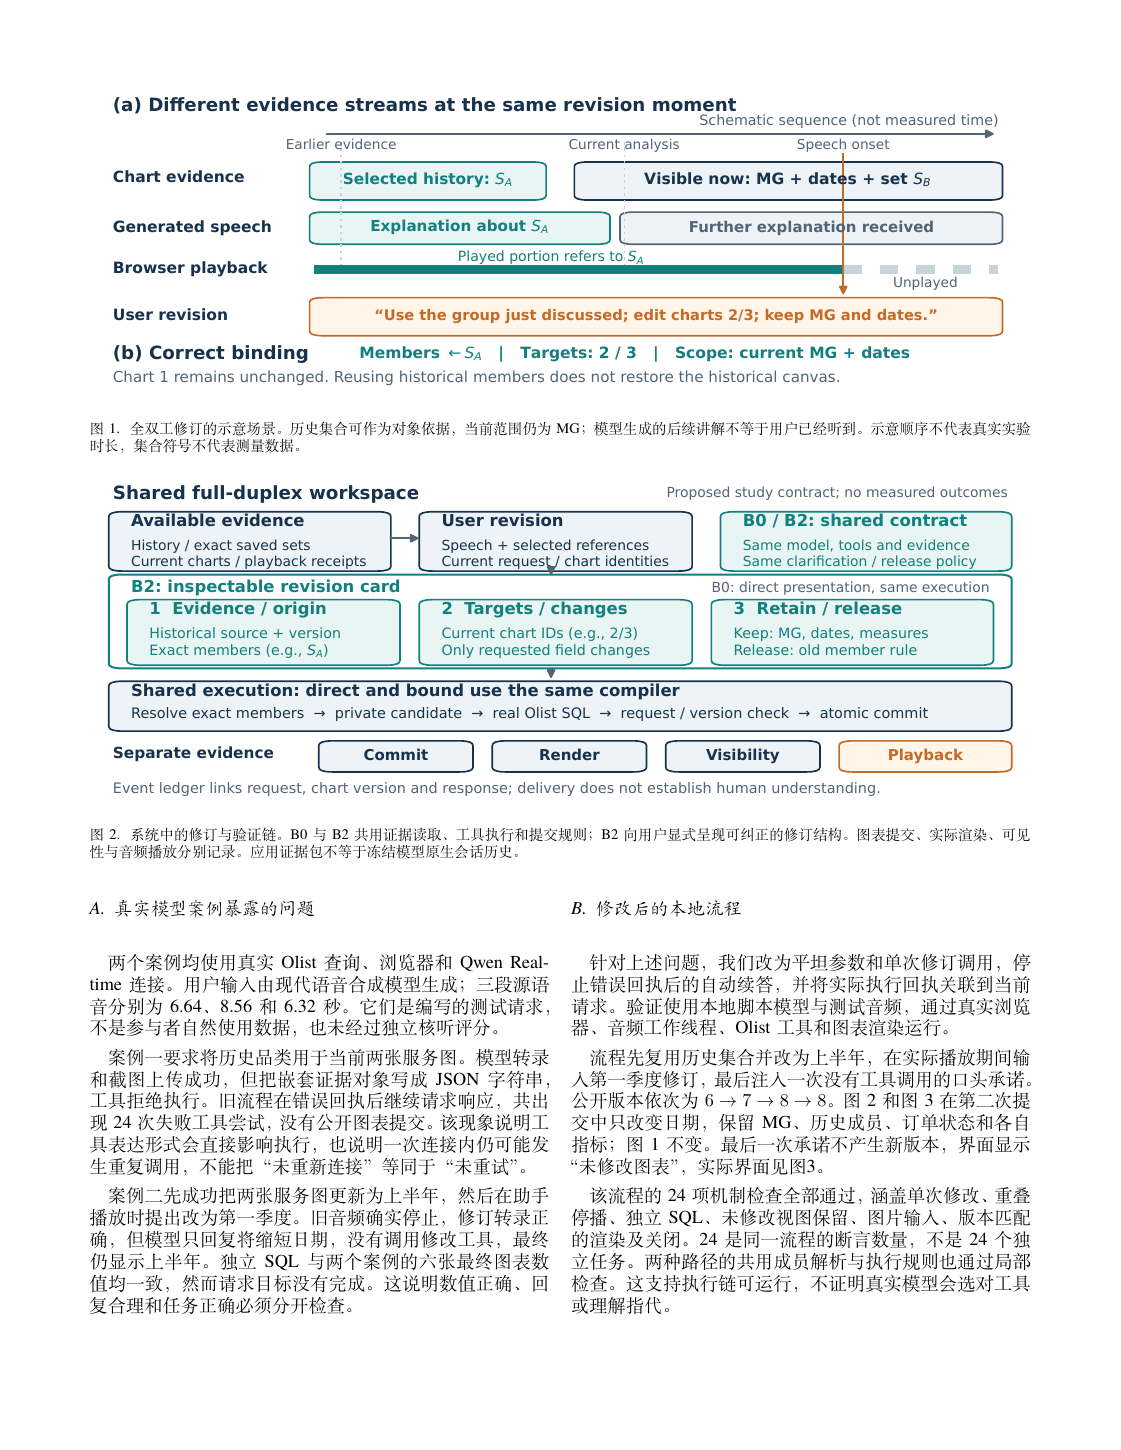 (a) Different evidence streams at the same revision moment
Schematic sequence (not measured time)
Earlier evidence
Current analysis
Speech onset
Chart evidence
Selected history: S_A
Visible now: MG + dates + set S_B
Generated speech
Explanation about S_A
Further explanation received
Browser playback
Played portion refers to S_A
Unplayed
User revision
“Use the group just discussed; edit charts 2/3; keep MG and dates.”
(b) Correct binding
Members ← S_A | Targets: 2 / 3 | Scope: current MG + dates
Chart 1 remains unchanged. Reusing historical members does not restore the historical canvas.
图 1. 全双工修订的示意场景。历史集合可作为对象依据，当前范围仍为 MG；模型生成的后续讲解不等于用户已经听到。示意顺序不代表真实实验
时长，集合符号不代表测量数据。
Shared full-duplex workspace
Proposed study contract; no measured outcomes
Available evidence
History / exact saved sets
Current charts / playback receipts
User revision
Speech + selected references
Current request / chart identities
B0 / B2: shared contract
Same model, tools and evidence
Same clarification / release policy
B2: inspectable revision card
B0: direct presentation, same execution
1 Evidence / origin
Historical source + version
Exact members (e.g., S_A)
2 Targets / changes
Current chart IDs (e.g., 2/3)
Only requested field changes
3 Retain / release
Keep: MG, dates, measures
Release: old member rule
Shared execution: direct and bound use the same compiler
Resolve exact members → private candidate → real Olist SQL → request / version check → atomic commit
Separate evidence
Commit
Render
Visibility
Playback
Event ledger links request, chart version and response; delivery does not establish human understanding.
图 2. 系统中的修订与验证链。B0 与 B2 共用证据读取、工具执行和提交规则；B2 向用户显式呈现可纠正的修订结构。图表提交、实际渲染、可见
性与音频播放分别记录。应用证据包不等于冻结模型原生会话历史。
A. 真实模型案例暴露的问题
两个案例均使用真实 Olist 查询、浏览器和 Qwen Real-
time 连接。用户输入由现代语音合成模型生成；三段源语
音分别为 6.64、8.56 和 6.32 秒。它们是编写的测试请求，
不是参与者自然使用数据，也未经过独立核听评分。
案例一要求将历史品类用于当前两张服务图。模型转录
和截图上传成功，但把嵌套证据对象写成 JSON 字符串，
工具拒绝执行。旧流程在错误回执后继续请求响应，共出
现 24 次失败工具尝试，没有公开图表提交。该现象说明工
具表达形式会直接影响执行，也说明一次连接内仍可能发
生重复调用，不能把 “未重新连接” 等同于 “未重试”。
案例二先成功把两张服务图更新为上半年，然后在助手
播放时提出改为第一季度。旧音频确实停止，修订转录正
确，但模型只回复将缩短日期，没有调用修改工具，最终
仍显示上半年。独立 SQL 与两个案例的六张最终图表数
值均一致，然而请求目标没有完成。这说明数值正确、回
复合理和任务正确必须分开检查。
B. 修改后的本地流程
针对上述问题，我们改为平坦参数和单次修订调用，停
止错误回执后的自动续答，并将实际执行回执关联到当前
请求。验证使用本地脚本模型与测试音频，通过真实浏览
器、音频工作线程、Olist 工具和图表渲染运行。
流程先复用历史集合并改为上半年，在实际播放期间输
入第一季度修订，最后注入一次没有工具调用的口头承诺。
公开版本依次为 6 → 7 → 8 → 8。图 2 和图 3 在第二次提
交中只改变日期，保留 MG、历史成员、订单状态和各自
指标；图 1 不变。最后一次承诺不产生新版本，界面显示
“未修改图表”，实际界面见图3。
该流程的 24 项机制检查全部通过，涵盖单次修改、重叠
停播、独立 SQL、未修改视图保留、图片输入、版本匹配
的渲染及关闭。24 是同一流程的断言数量，不是 24 个独
立任务。两种路径的共用成员解析与执行规则也通过局部
检查。这支持执行链可运行，不证明真实模型会选对工具
或理解指代。